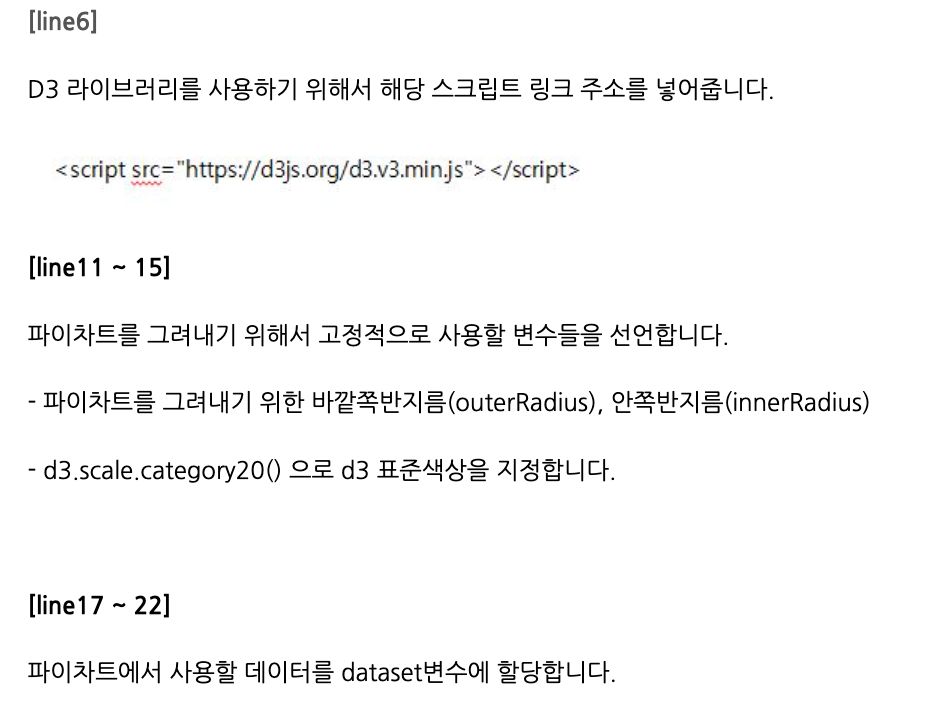 [line6]
D3 라이브러리를 사용하기 위해서 해당 스크립트 링크 주소를 넣어줍니다.
<script src="https://d3js.org/d3.v3.min.js"></script>
[line11 ~ 15]
파이차트를 그려내기 위해서 고정적으로 사용할 변수들을 선언합니다.
- 파이차트를 그려내기 위한 바깥쪽반지름(outerRadius), 안쪽반지름(innerRadius)
- d3.scale.category20() 으로 d3 표준색상을 지정합니다.
[line17 ~ 22]
파이차트에서 사용할 데이터를 dataset변수에 할당합니다.